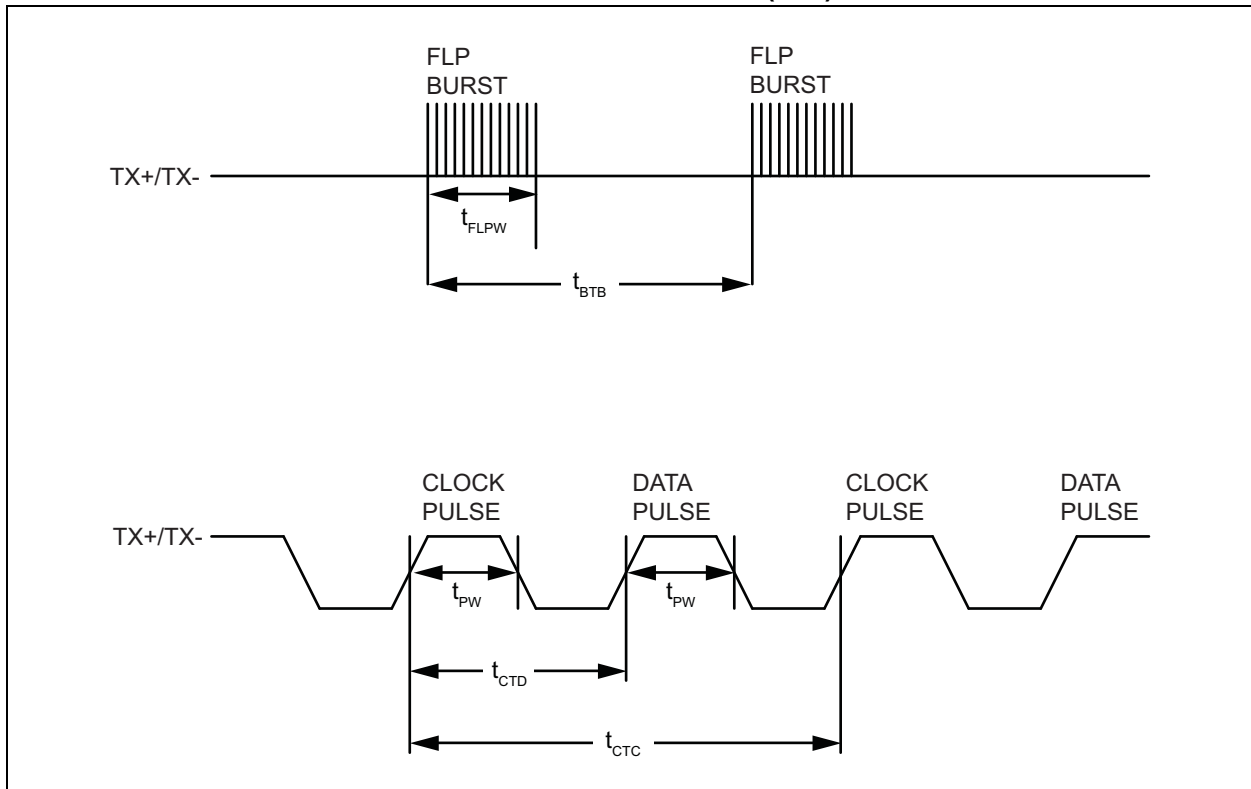 FLP
BURST
FLP
BURST
TX+/TX-
tFLPW
tBTB
CLOCK
PULSE
DATA
PULSE
CLOCK
PULSE
DATA
PULSE
TX+/TX-
tPW
tPW
tCTD
tCTC